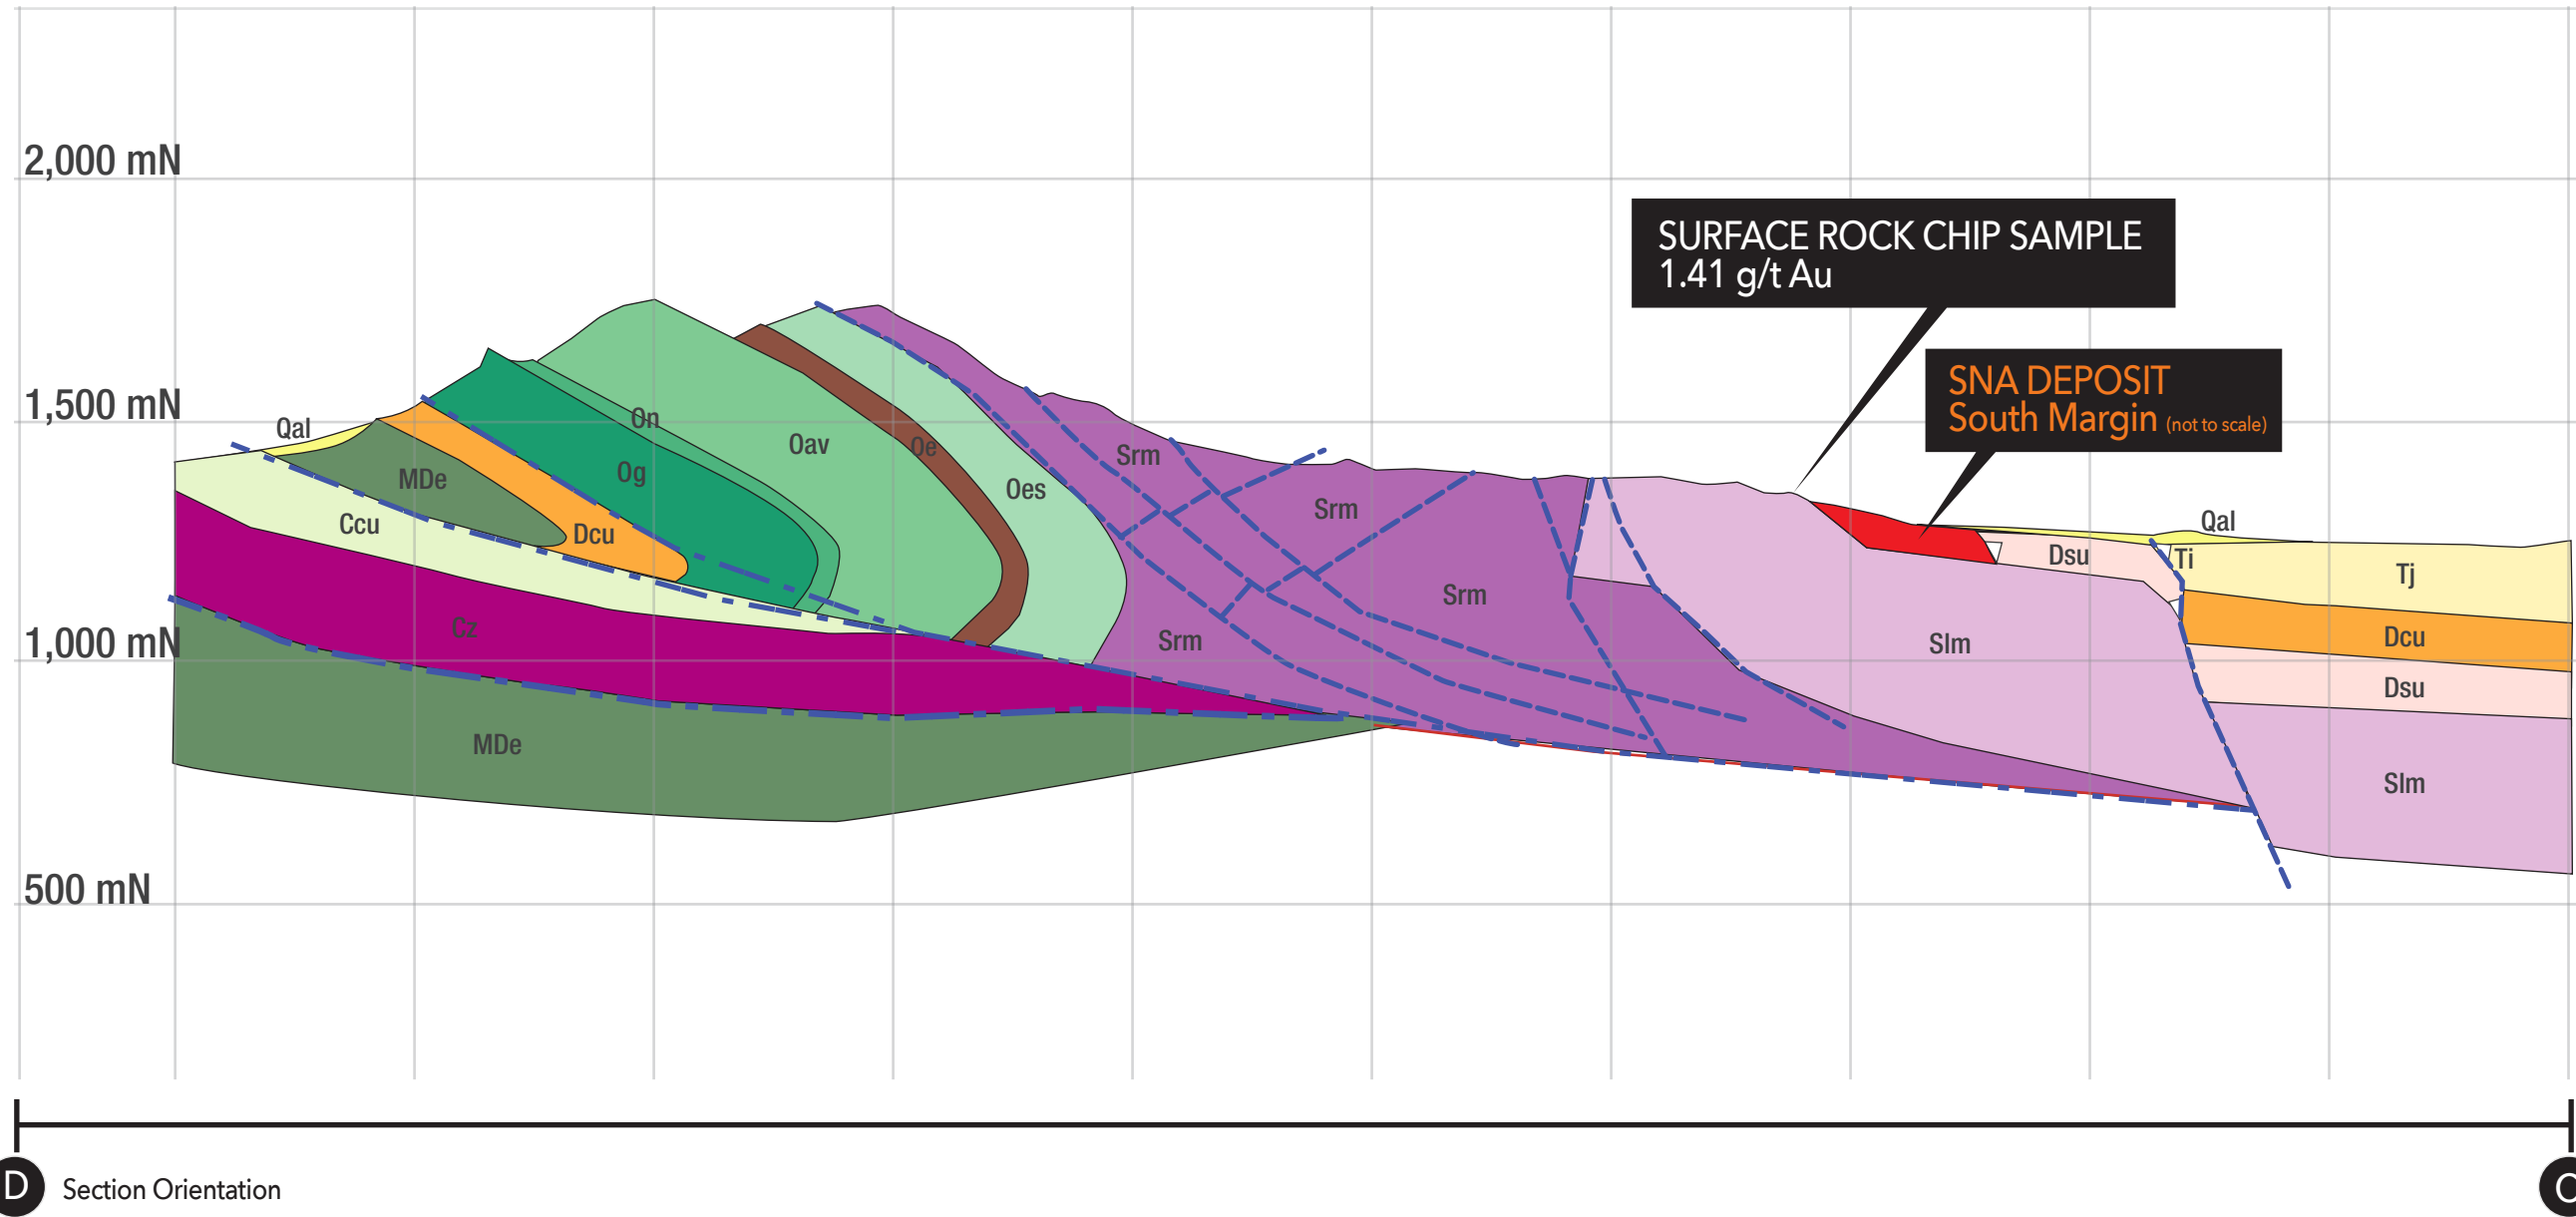 2,000 mN
SURFACE ROCK CHIP SAMPLE
1.41 g/t Au
SNA DEPOSIT
South Margin (not to scale)
1,500 mN
Qal
On
Oav
Oe
Srm
MDe
Og
Oes
Srm
Qal
Ccu
Dcu
Dsu
Ti
Tj
Srm
1,000 mN
Cz
Srm
Slm
Dcu
Dsu
MDe
Slm
500 mN
D
Section Orientation
C